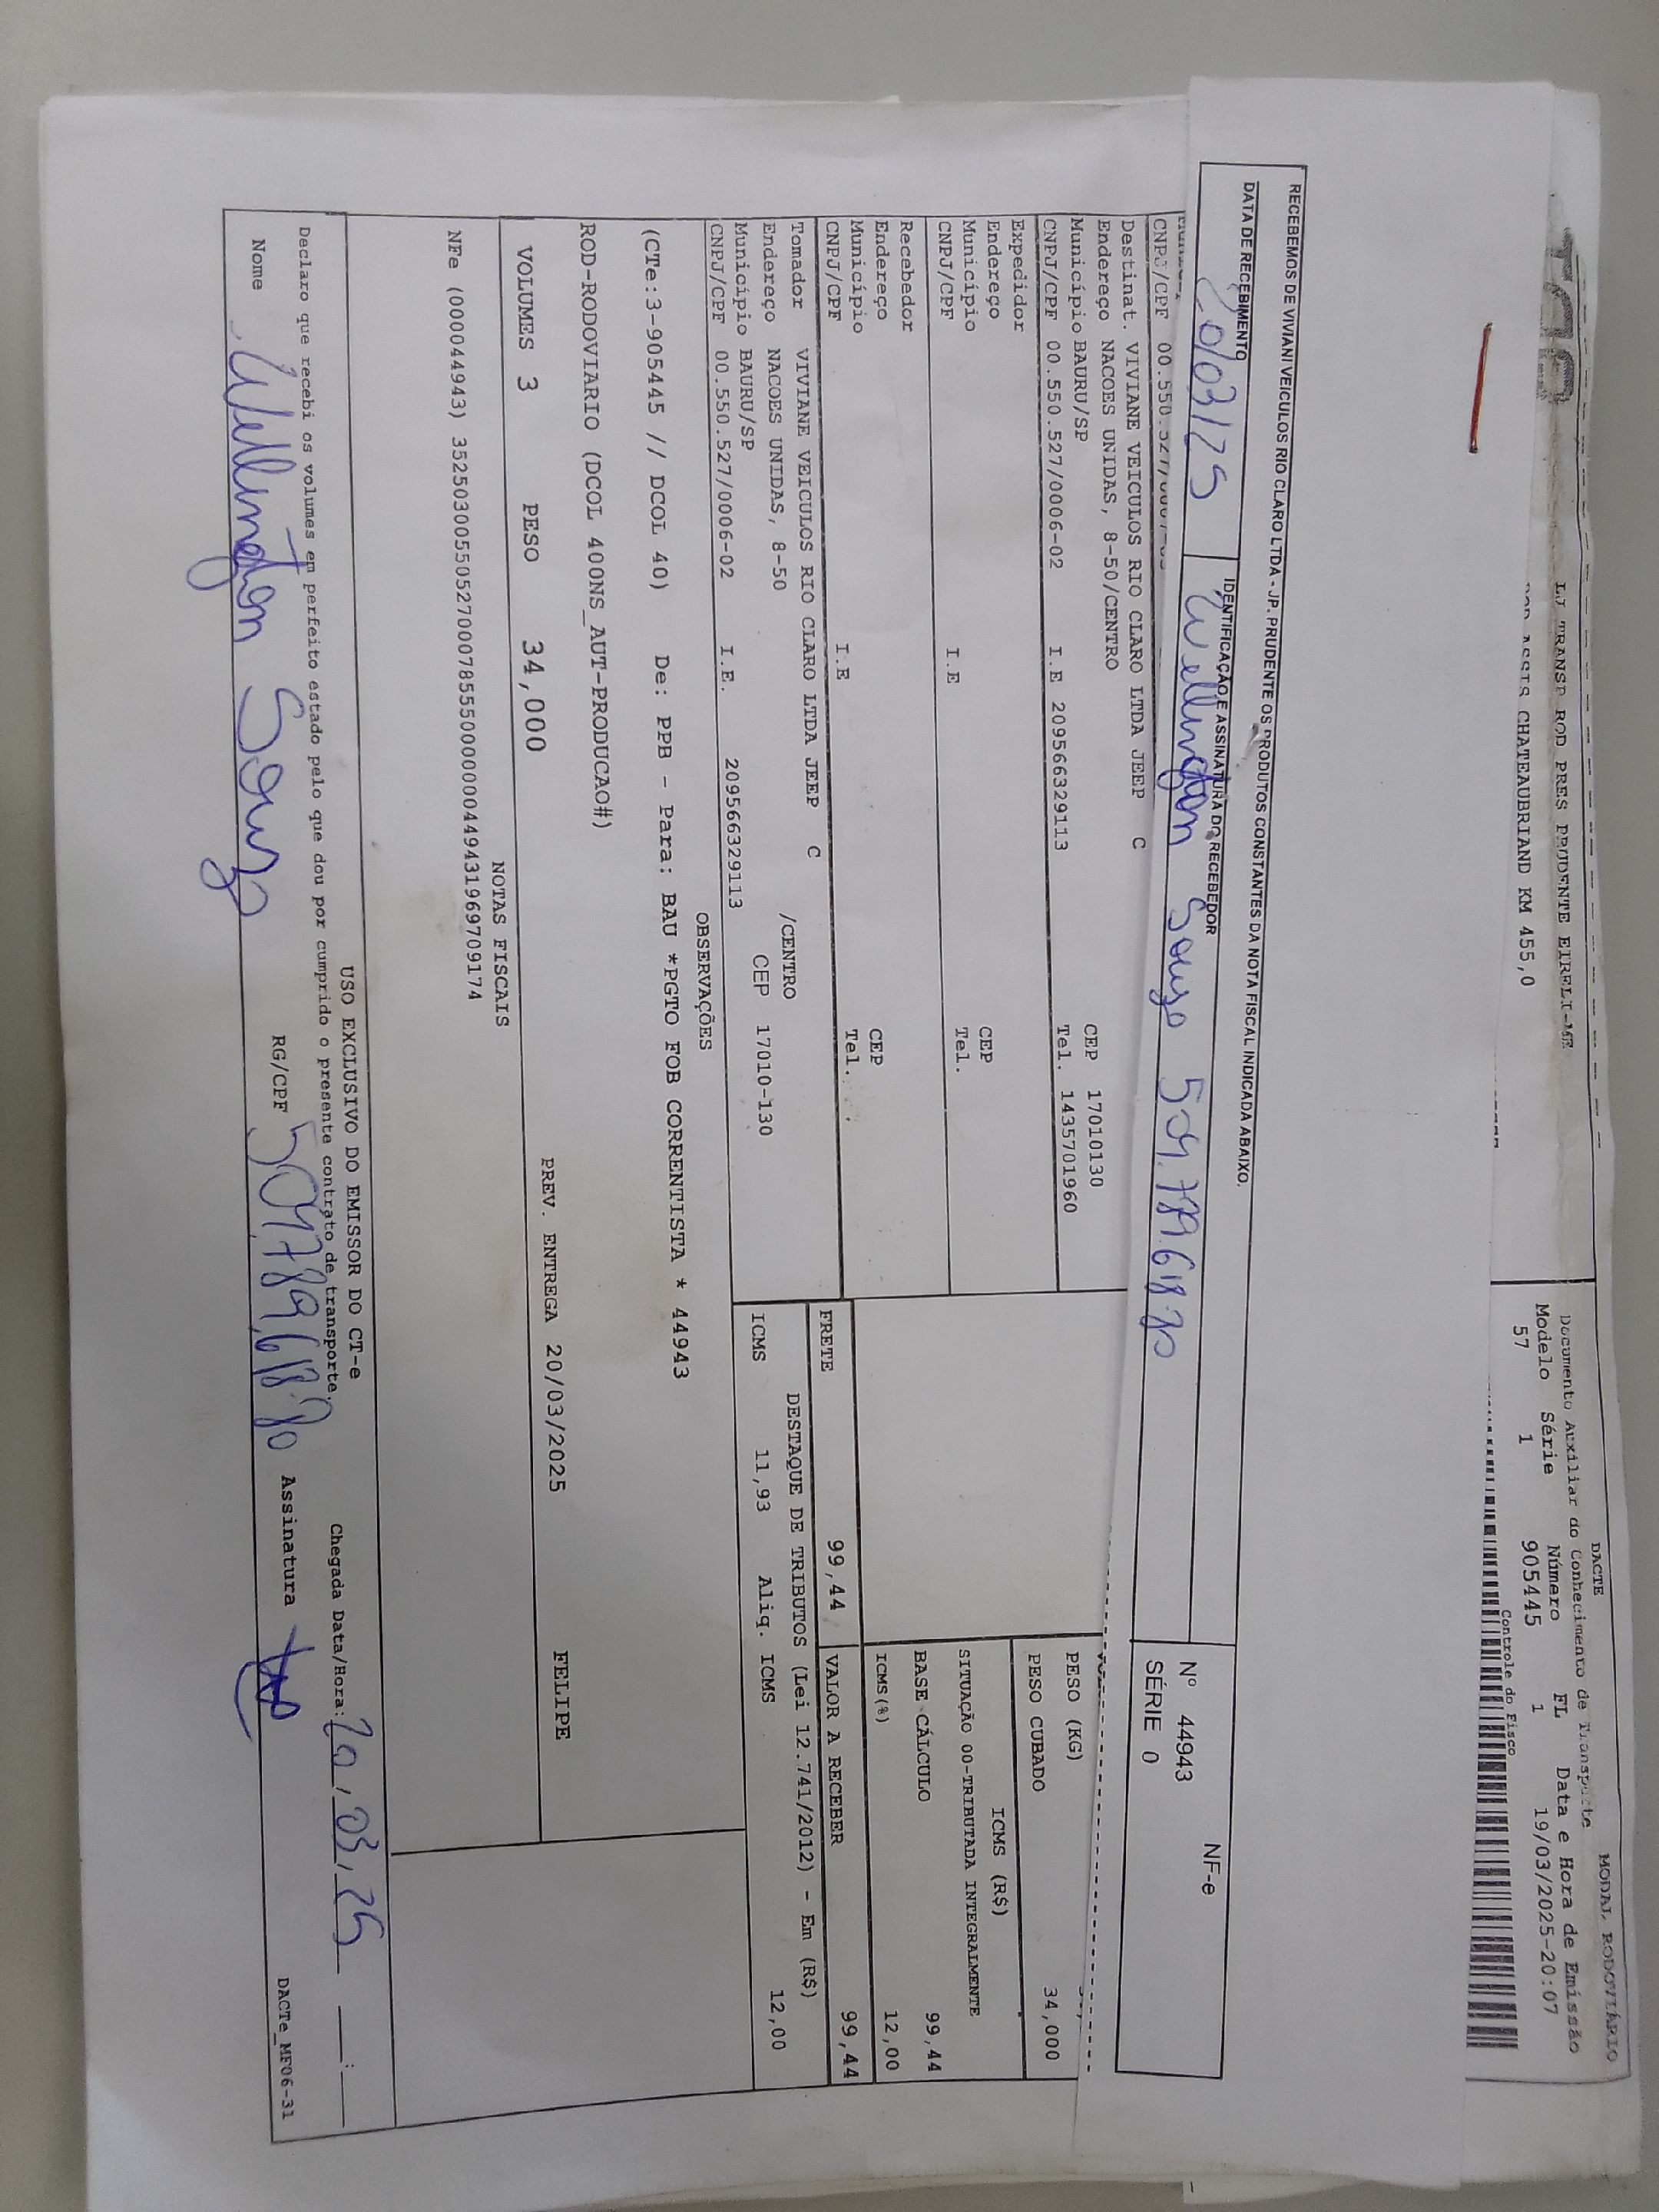 MODAL RODOVIÁRIO
DACTE
Documento Auxiliar do Conhecimento de Transporte
Modelo Série Número FL Data e Hora de Emissão
57 1 905445 1 19/03/2025-20:07
Controle do Fisco
LJ TRANSP ROD PRES PRUDENTE EIRELI-ME
ROD ASSIS CHATEAUBRIAND KM 455,0
RECEBEMOS DE VIVIANI VEICULOS RIO CLARO LTDA - JP. PRUDENTE OS PRODUTOS CONSTANTES DA NOTA FISCAL INDICADA ABAIXO.
DATA DE RECEBIMENTO
20/03/25
IDENTIFICAÇÃO E ASSINATURA DO RECEBEDOR
Wellington Souza 509.789.618.80
NF-e
Nº 44943
SÉRIE 0
CNPJ/CPF
Destinat. VIVIANE VEICULOS RIO CLARO LTDA JEEP C
Endereço NACOES UNIDAS, 8-50/CENTRO CEP 17010130
Município BAURU/SP Tel. 1435701960
CNPJ/CPF 00.550.527/0006-02 I.E 209566329113
Expedidor
Endereço CEP
Município Tel.
CNPJ/CPF I.E
Recebedor
Endereço CEP
Município Tel. .
CNPJ/CPF I.E
PESO (KG)
PESO CUBADO 34,000
ICMS (R$)
SITUAÇÃO 00-TRIBUTADA INTEGRALMENTE
BASE CÁLCULO 99,44
ICMS(%) 12,00
FRETE 99,44 VALOR A RECEBER 99,44
Tomador VIVIANE VEICULOS RIO CLARO LTDA JEEP C
Endereço NACOES UNIDAS, 8-50 /CENTRO
Município BAURU/SP CEP 17010-130
CNPJ/CPF 00.550.527/0006-02 I.E. 209566329113
DESTAQUE DE TRIBUTOS (Lei 12.741/2012) - Em (R$)
ICMS 11,93 Aliq. ICMS 12,00
OBSERVAÇÕES
(CTe:3-905445 // DCOL 40) De: PPB - Para: BAU *PGTO FOB CORRENTISTA * 44943
ROD-RODOVIARIO (DCOL 400NS_AUT-PRODUCAO#)
FELIPE
VOLUMES 3 PESO 34,000 PREV. ENTREGA 20/03/2025
NOTAS FISCAIS
NFe (000044943) 35250300550527000785550000000449431969709174
USO EXCLUSIVO DO EMISSOR DO CT-e
Declaro que recebi os volumes em perfeito estado pelo que dou por cumprido o presente contrato de transporte.
Chegada Data/Hora: 20/03/25 __:__
Nome Wellington Souza RG/CPF 509.789.618.80 Assinatura
DACTe_MF06-31